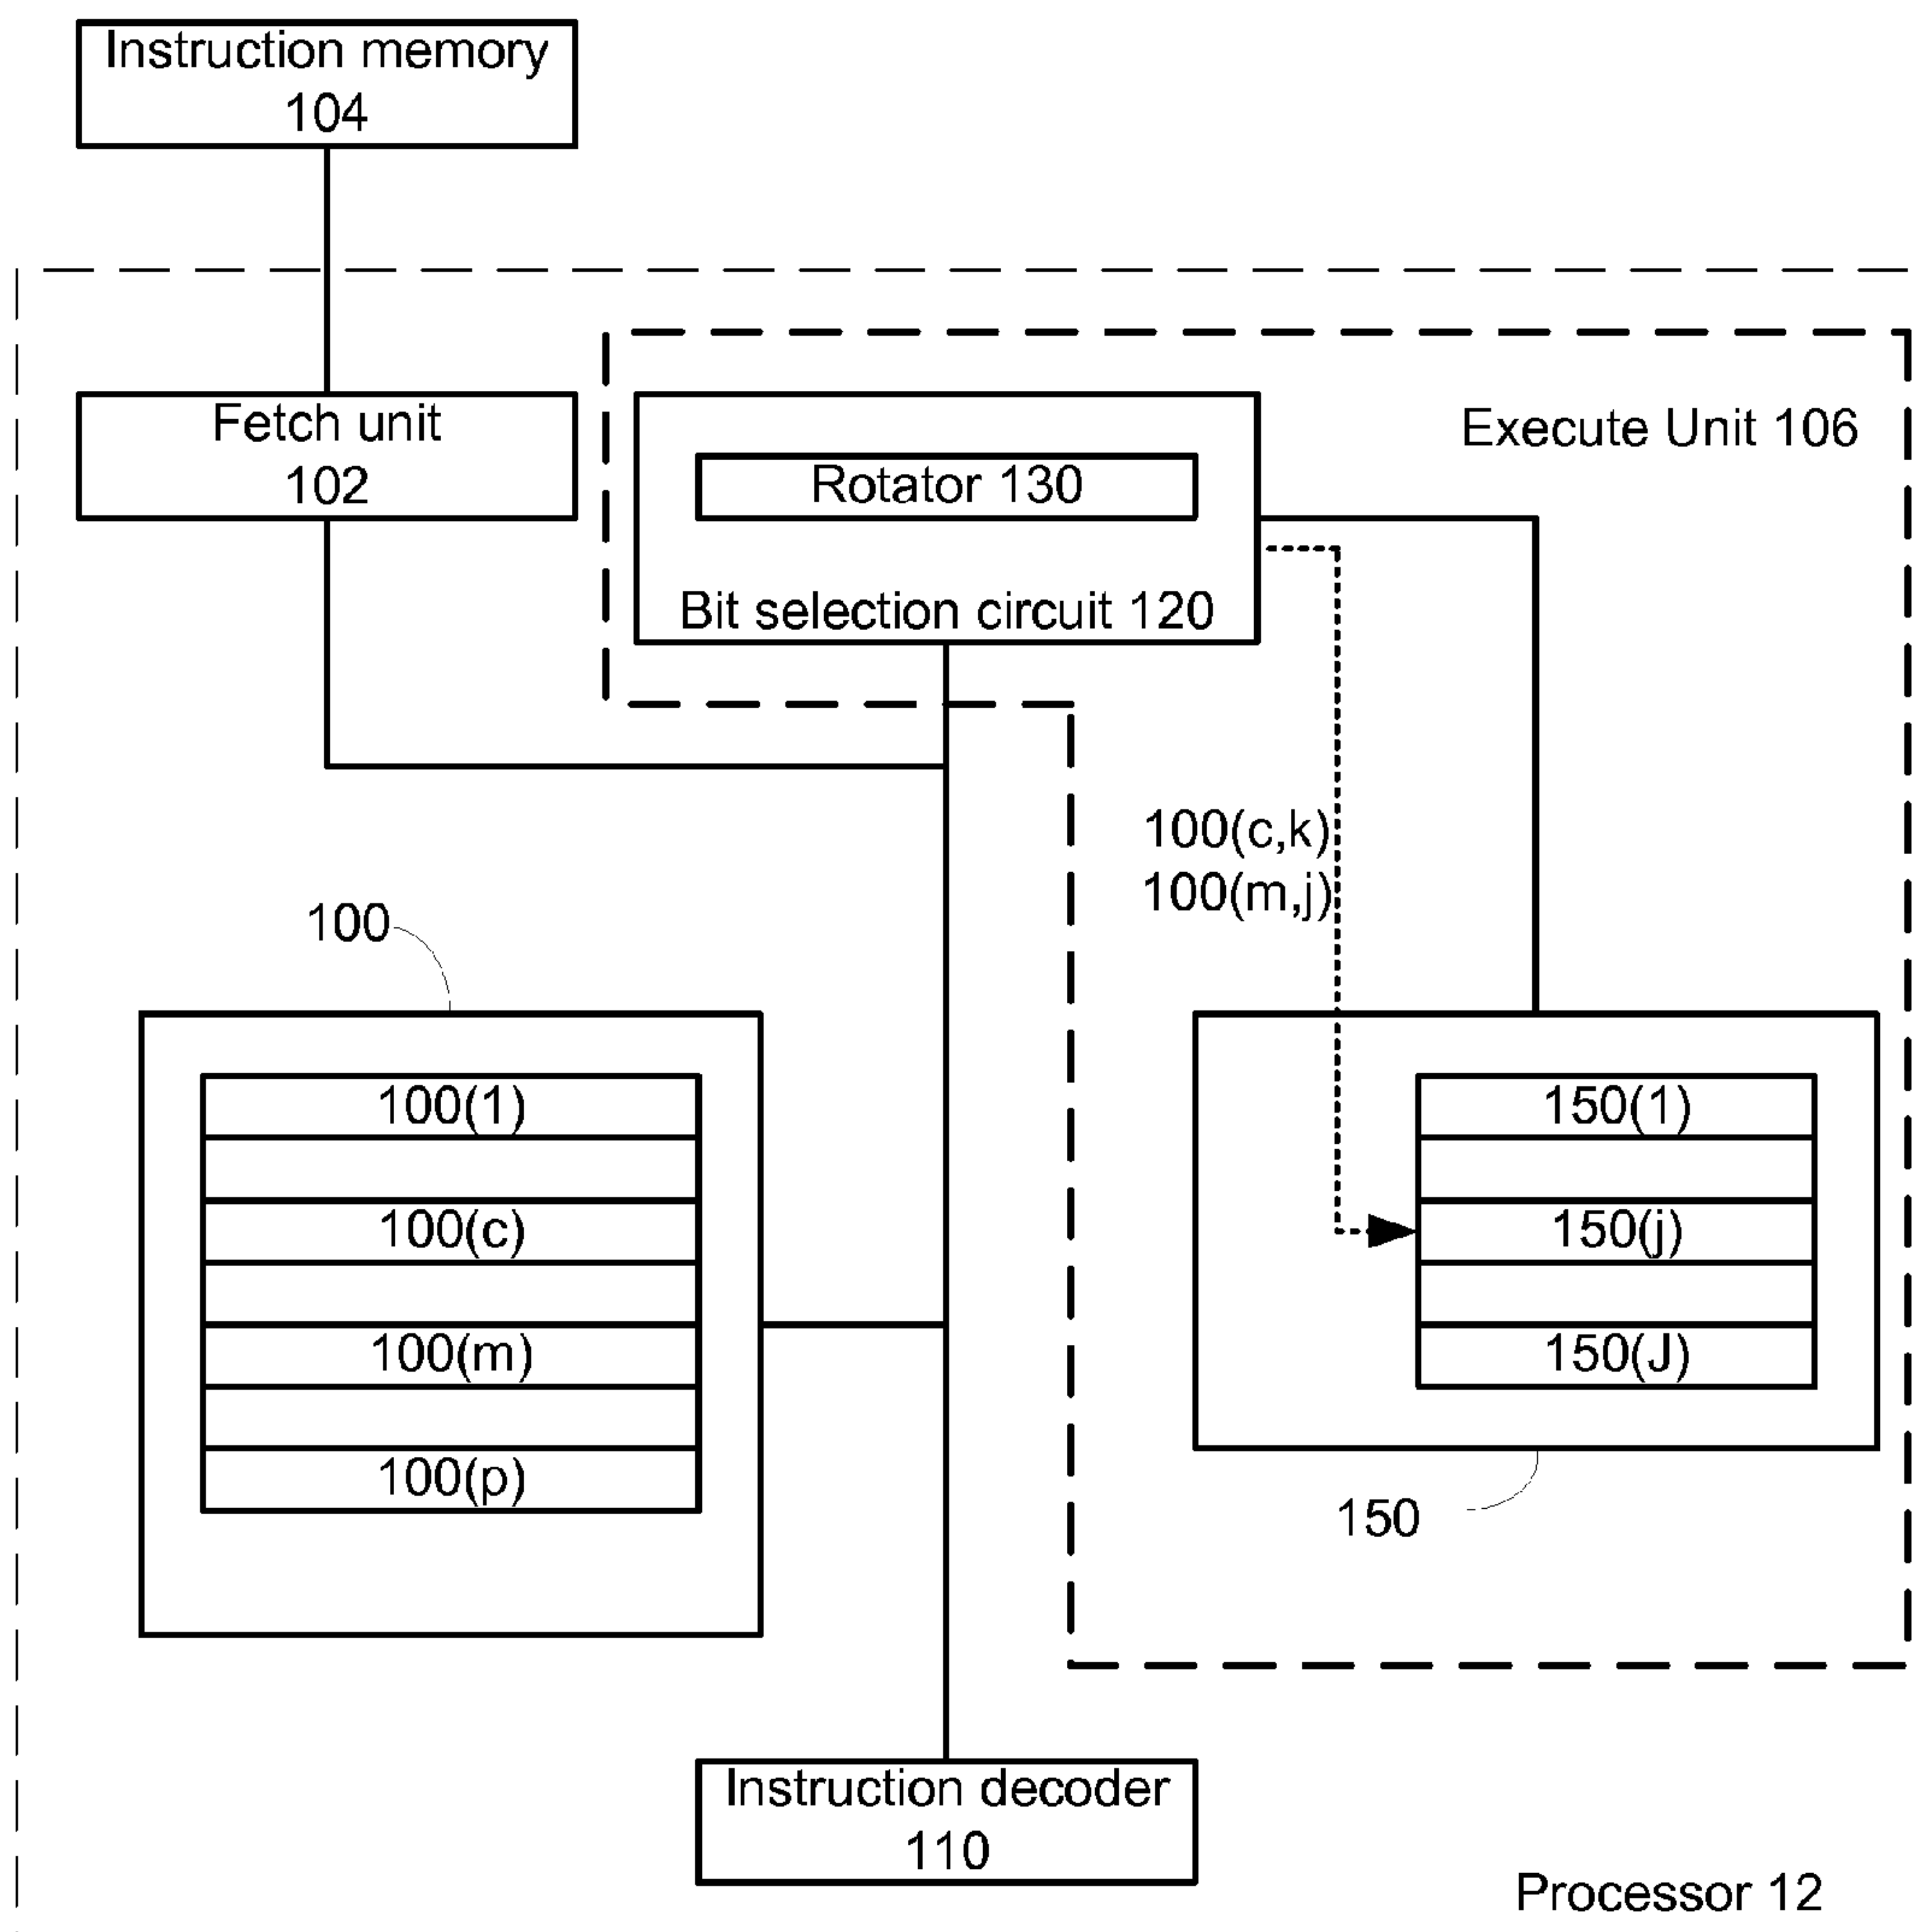 Instruction memory
104
Fetch unit
102
Rotator 130
Bit selection circuit 120
Execute Unit 106
100(c,k)
100(m,j)
100
100(1)
100(c)
100(m)
100(p)
150(1)
150(j)
150(J)
150
Instruction decoder
110
Processor 12